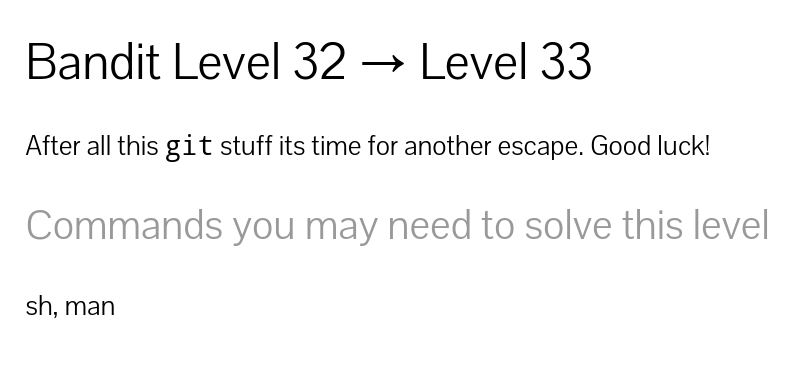 Bandit Level 32 → Level 33
After all this git stuff its time for another escape. Good luck!
Commands you may need to solve this level
sh, man